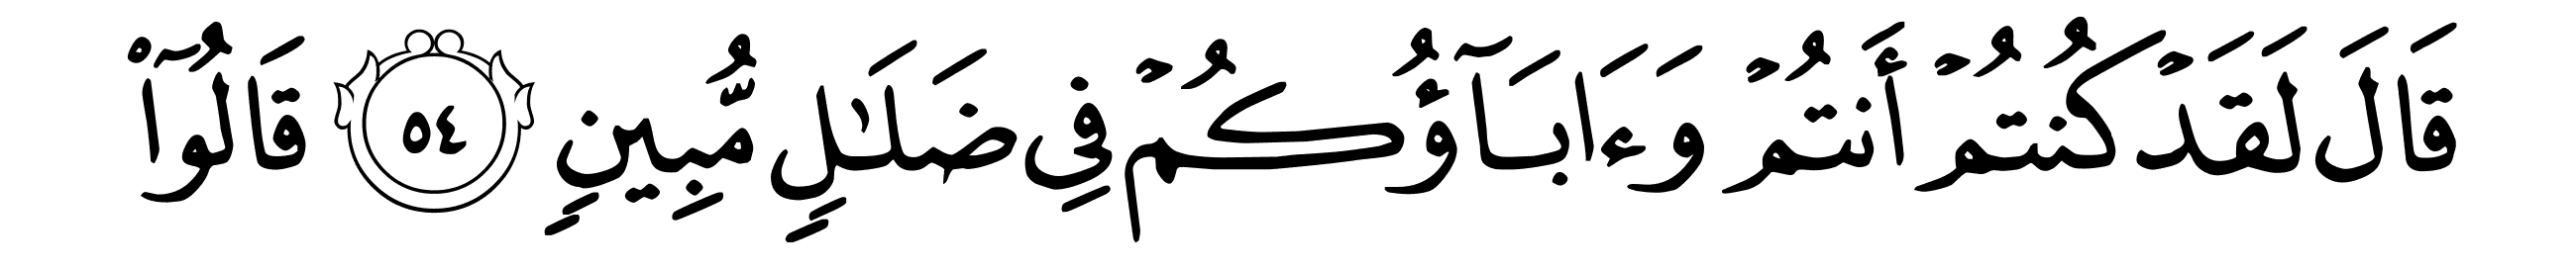 قَالَ لَقَدۡ كُنتُمۡ أَنتُمۡ وَءَابَآؤُكُمۡ فِي ضَلَٰلٖ مُّبِينٖ ٥٤ قَالُوٓاْ